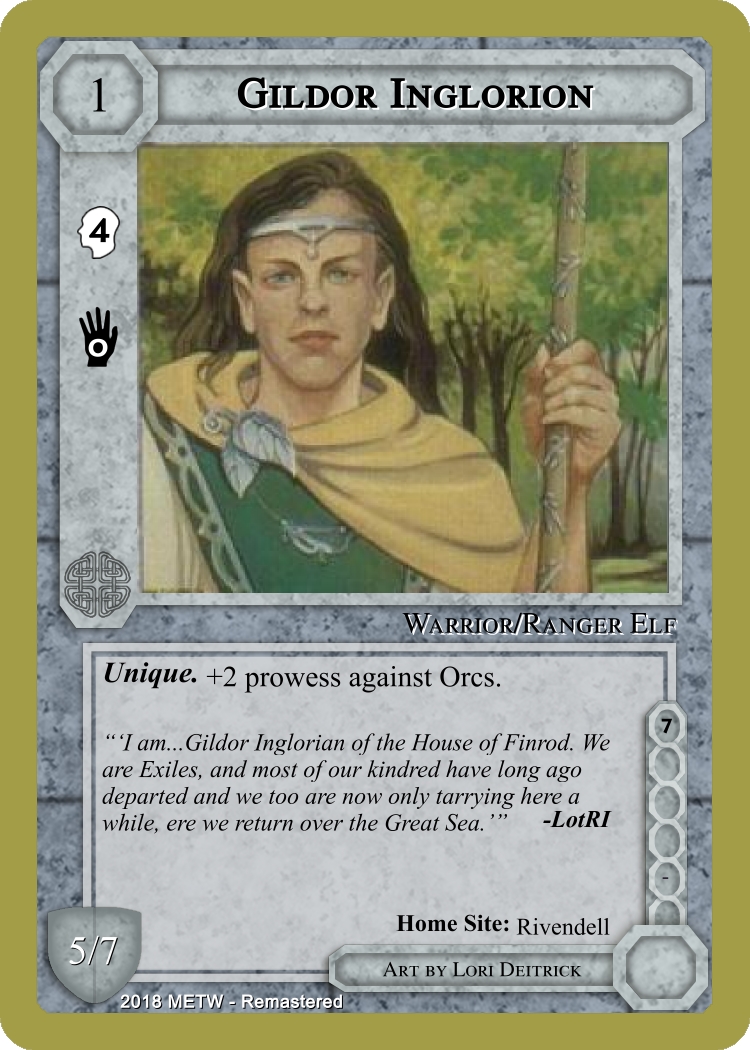 1
Gildor Inglorion
4
0
Warrior/Ranger Elf
Unique. +2 prowess against Orcs.
7
“‘I am...Gildor Inglorian of the House of Finrod. We
are Exiles, and most of our kindred have long ago
departed and we too are now only tarrying here a
while, ere we return over the Great Sea.’” -LotRI
-
Home Site: Rivendell
5/7
Art by Lori Deitrick
2018 METW - Remastered